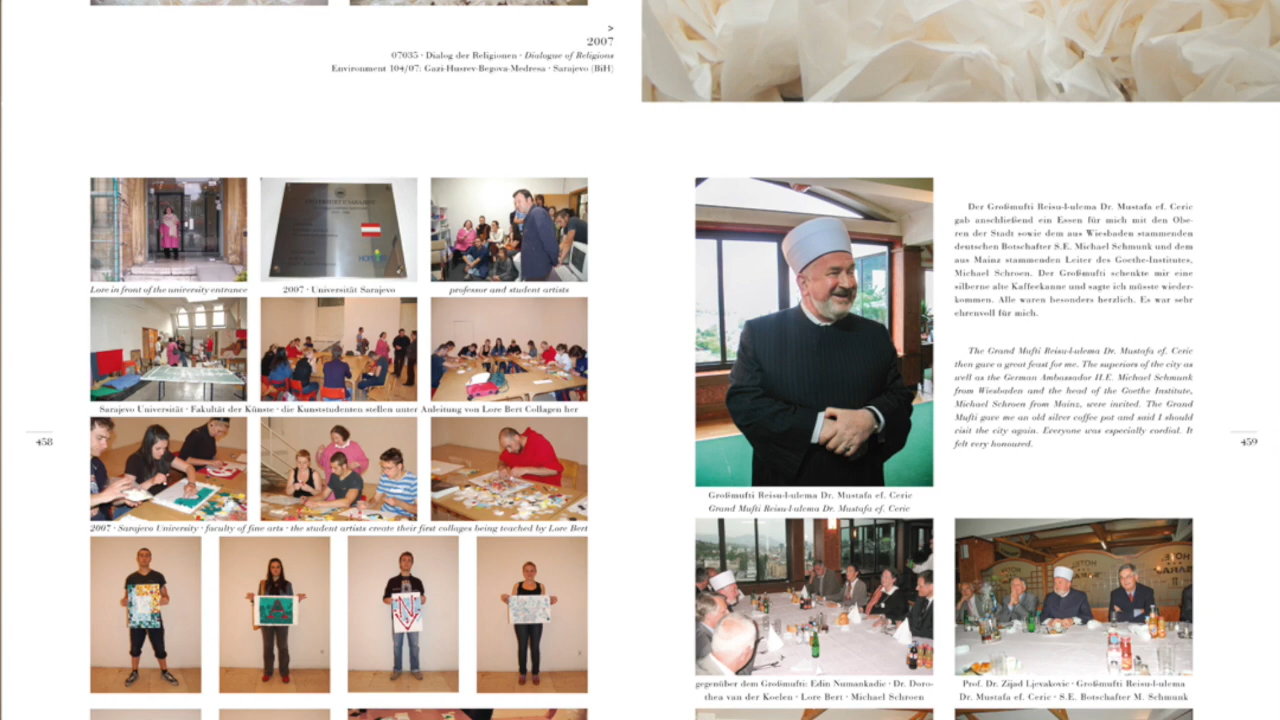 >
2007
07035 · Dialog der Religionen · Dialogue of Religions
Environment 104/07: Gazi-Husrev-Begova-Medresa · Sarajevo (BiH)
Lore in front of the university entrance
2007 · Universität Sarajevo
professor and student artists
Sarajevo Universität · Fakultät der Künste · die Kunststudenten stellen unter Anleitung von Lore Bert Collagen her
458
2007 · Sarajevo University · faculty of fine arts · the student artists create their first collages being teached by Lore Bert
A
N
Der Großmufti Reisu-l-ulema Dr. Mustafa ef. Ceric
gab anschließend ein Essen für mich mit den Obe-
ren der Stadt sowie dem aus Wiesbaden stammenden
deutschen Botschafter S.E. Michael Schmunk und dem
aus Mainz stammenden Leiter des Goethe-Institutes,
Michael Schroen. Der Großmufti schenkte mir eine
silberne alte Kaffeekanne und sagte ich müsste wieder-
kommen. Alle waren besonders herzlich. Es war sehr
ehrenvoll für mich.
The Grand Mufti Reisu-l-ulema Dr. Mustafa ef. Ceric
then gave a great feast for me. The superiors of the city as
well as the German Ambassador H.E. Michael Schmunk
from Wiesbaden and the head of the Goethe Institute,
Michael Schroen from Mainz, were invited. The Grand
Mufti gave me an old silver coffee pot and said I should
visit the city again. Everyone was especially cordial. It
felt very honoured.
459
Großmufti Reisu-l-ulema Dr. Mustafa ef. Ceric
Grand Mufti Reisu-l-ulema Dr. Mustafa ef. Ceric
gegenüber dem Großmufti: Edin Numankadic · Dr. Doro-
thea van der Koelen · Lore Bert · Michael Schroen
Prof. Dr. Zijad Ljevakovic · Großmufti Reisu-l-ulema
Dr. Mustafa ef. Ceric · S.E. Botschafter M. Schmunk